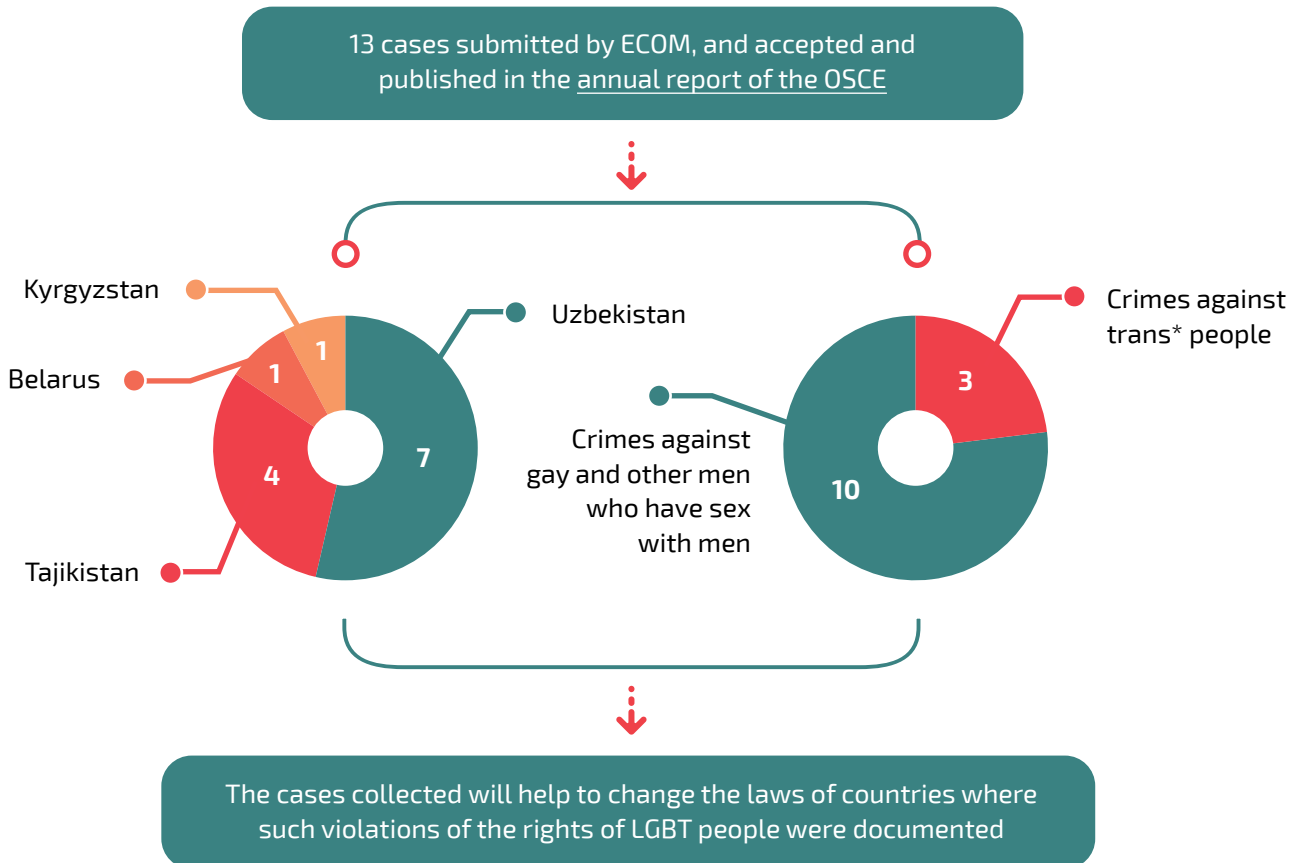 13 cases submitted by ECOM, and accepted and
published in the annual report of the OSCE
Kyrgyzstan
Belarus
Tajikistan
Uzbekistan
1
1
4
7
Crimes against
gay and other men
who have sex
with men
Crimes against
trans* people
3
10
The cases collected will help to change the laws of countries where
such violations of the rights of LGBT people were documented